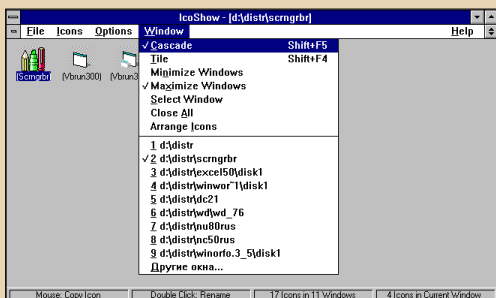 IcoShow - [d:\distr\scrngrbr]
File Icons Options Window Help
Cascade Shift+F5
Tile Shift+F4
Minimize Windows
Maximize Windows
Select Window
Close All
Arrange Icons
1 d:\distr
2 d:\distr\scrngrbr
3 d:\distr\excel50\disk1
4 d:\distr\winwor~1\disk1
5 d:\distr\dc21
6 d:\distr\wd\wd_76
7 d:\distr\nu80rus
8 d:\distr\nc50rus
9 d:\distr\winorfo.3_5\disk1
Другие окна...
(Scrngrbr) (Vbrun300) (Vbrun3
Mouse: Copy Icon Double Click: Rename 17 Icons in 11 Windows 4 Icons in Current Window